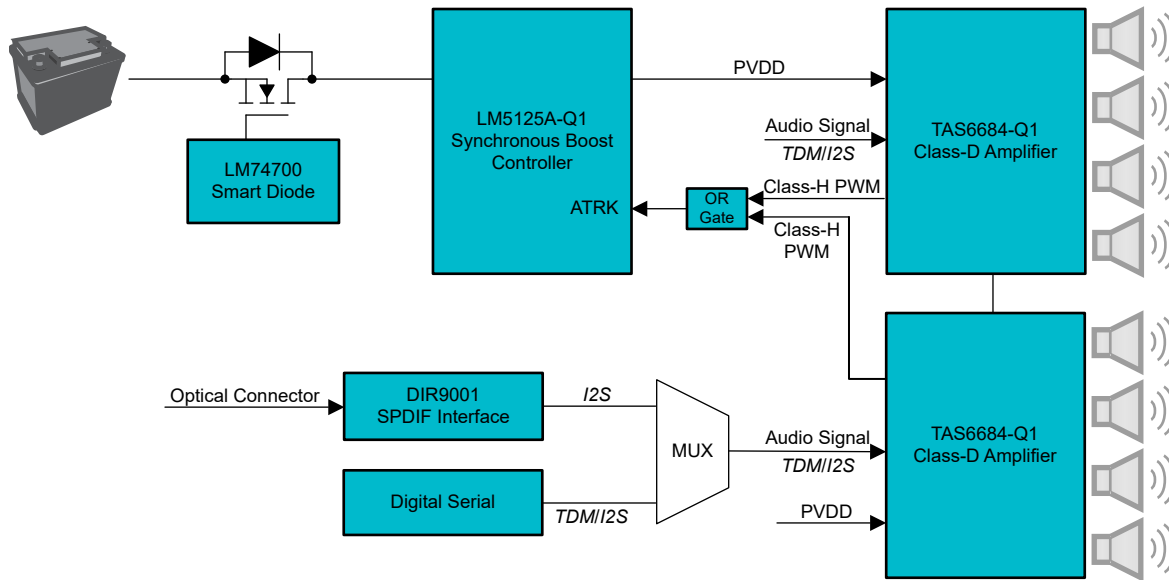 LM74700
Smart Diode
LM5125A-Q1
Synchronous Boost
Controller
ATRK
PVDD
Audio Signal
TDM/I2S
Class-H PWM
OR
Gate
Class-H
PWM
TAS6684-Q1
Class-D Amplifier
Optical Connector
DIR9001
SPDIF Interface
I2S
Digital Serial
TDM/I2S
MUX
Audio Signal
TDM/I2S
PVDD
TAS6684-Q1
Class-D Amplifier